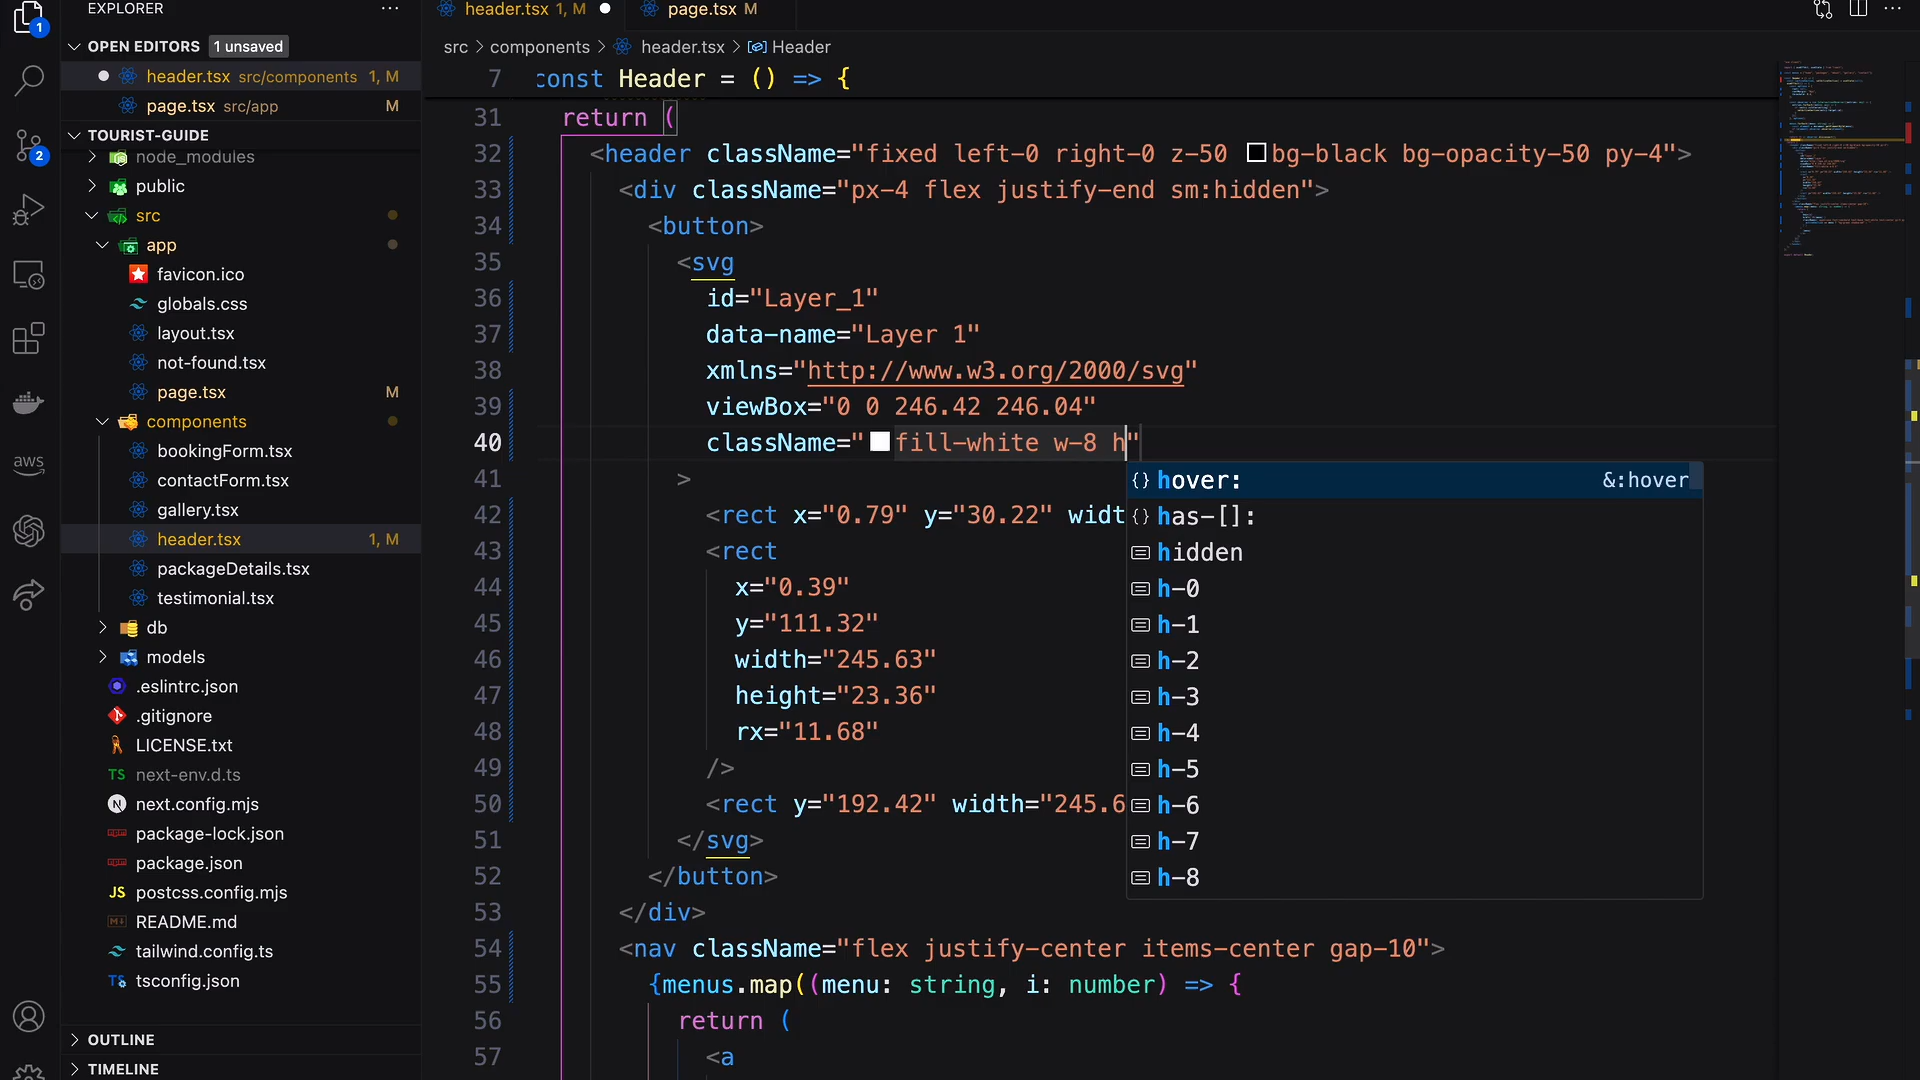 EXPLORER
OPEN EDITORS 1 unsaved
header.tsx src/components 1, M
page.tsx src/app M
TOURIST-GUIDE
node_modules
public
src
app
favicon.ico
globals.css
layout.tsx
not-found.tsx
page.tsx M
components
bookingForm.tsx
contactForm.tsx
gallery.tsx
header.tsx 1, M
packageDetails.tsx
testimonial.tsx
db
models
.eslintrc.json
.gitignore
LICENSE.txt
TS next-env.d.ts
next.config.mjs
package-lock.json
package.json
JS postcss.config.mjs
README.md
tailwind.config.ts
tsconfig.json
OUTLINE
TIMELINE
1
2
aws
header.tsx 1, M
page.tsx M
src > components > header.tsx > Header
7 const Header = () => {
31 return (
32 <header className="fixed left-0 right-0 z-50 bg-black bg-opacity-50 py-4">
33 <div className="px-4 flex justify-end sm:hidden">
34 <button>
35 <svg
36 id="Layer_1"
37 data-name="Layer 1"
38 xmlns="http://www.w3.org/2000/svg"
39 viewBox="0 0 246.42 246.04"
40 className="fill-white w-8 h"
41 >
42 <rect x="0.79" y="30.22" widt
43 <rect
44 x="0.39"
45 y="111.32"
46 width="245.63"
47 height="23.36"
48 rx="11.68"
49 />
50 <rect y="192.42" width="245.6
51 </svg>
52 </button>
53 </div>
54 <nav className="flex justify-center items-center gap-10">
55 {menus.map((menu: string, i: number) => {
56 return (
57 <a
hover: &:hover
has-[]:
hidden
h-0
h-1
h-2
h-3
h-4
h-5
h-6
h-7
h-8